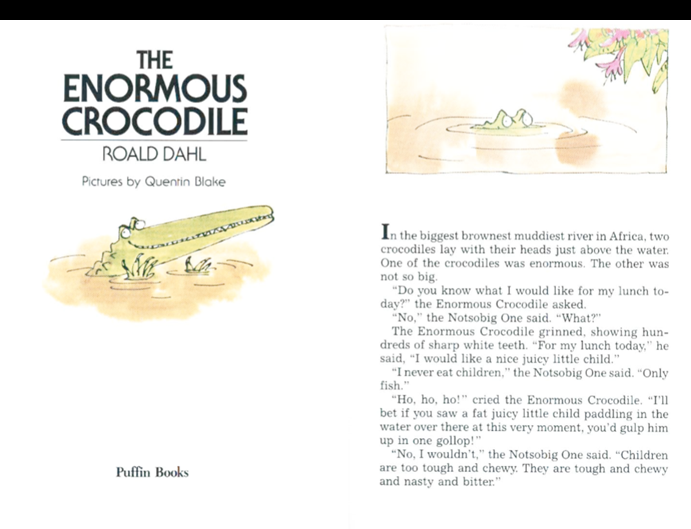 THE
ENORMOUS
CROCODILE
ROALD DAHL
Pictures by Quentin Blake
Puffin Books
In the biggest brownest muddiest river in Africa, two
crocodiles lay with their heads just above the water.
One of the crocodiles was enormous. The other was
not so big.
“Do you know what I would like for my lunch to-
day?” the Enormous Crocodile asked.
“No,” the Notsobig One said. “What?”
The Enormous Crocodile grinned, showing hun-
dreds of sharp white teeth. “For my lunch today,” he
said, “I would like a nice juicy little child.”
“I never eat children,” the Notsobig One said. “Only
fish.”
“Ho, ho, ho!” cried the Enormous Crocodile. “I’ll
bet if you saw a fat juicy little child paddling in the
water over there at this very moment, you’d gulp him
up in one gollop!”
“No, I wouldn’t,” the Notsobig One said. “Children
are too tough and chewy. They are tough and chewy
and nasty and bitter.”